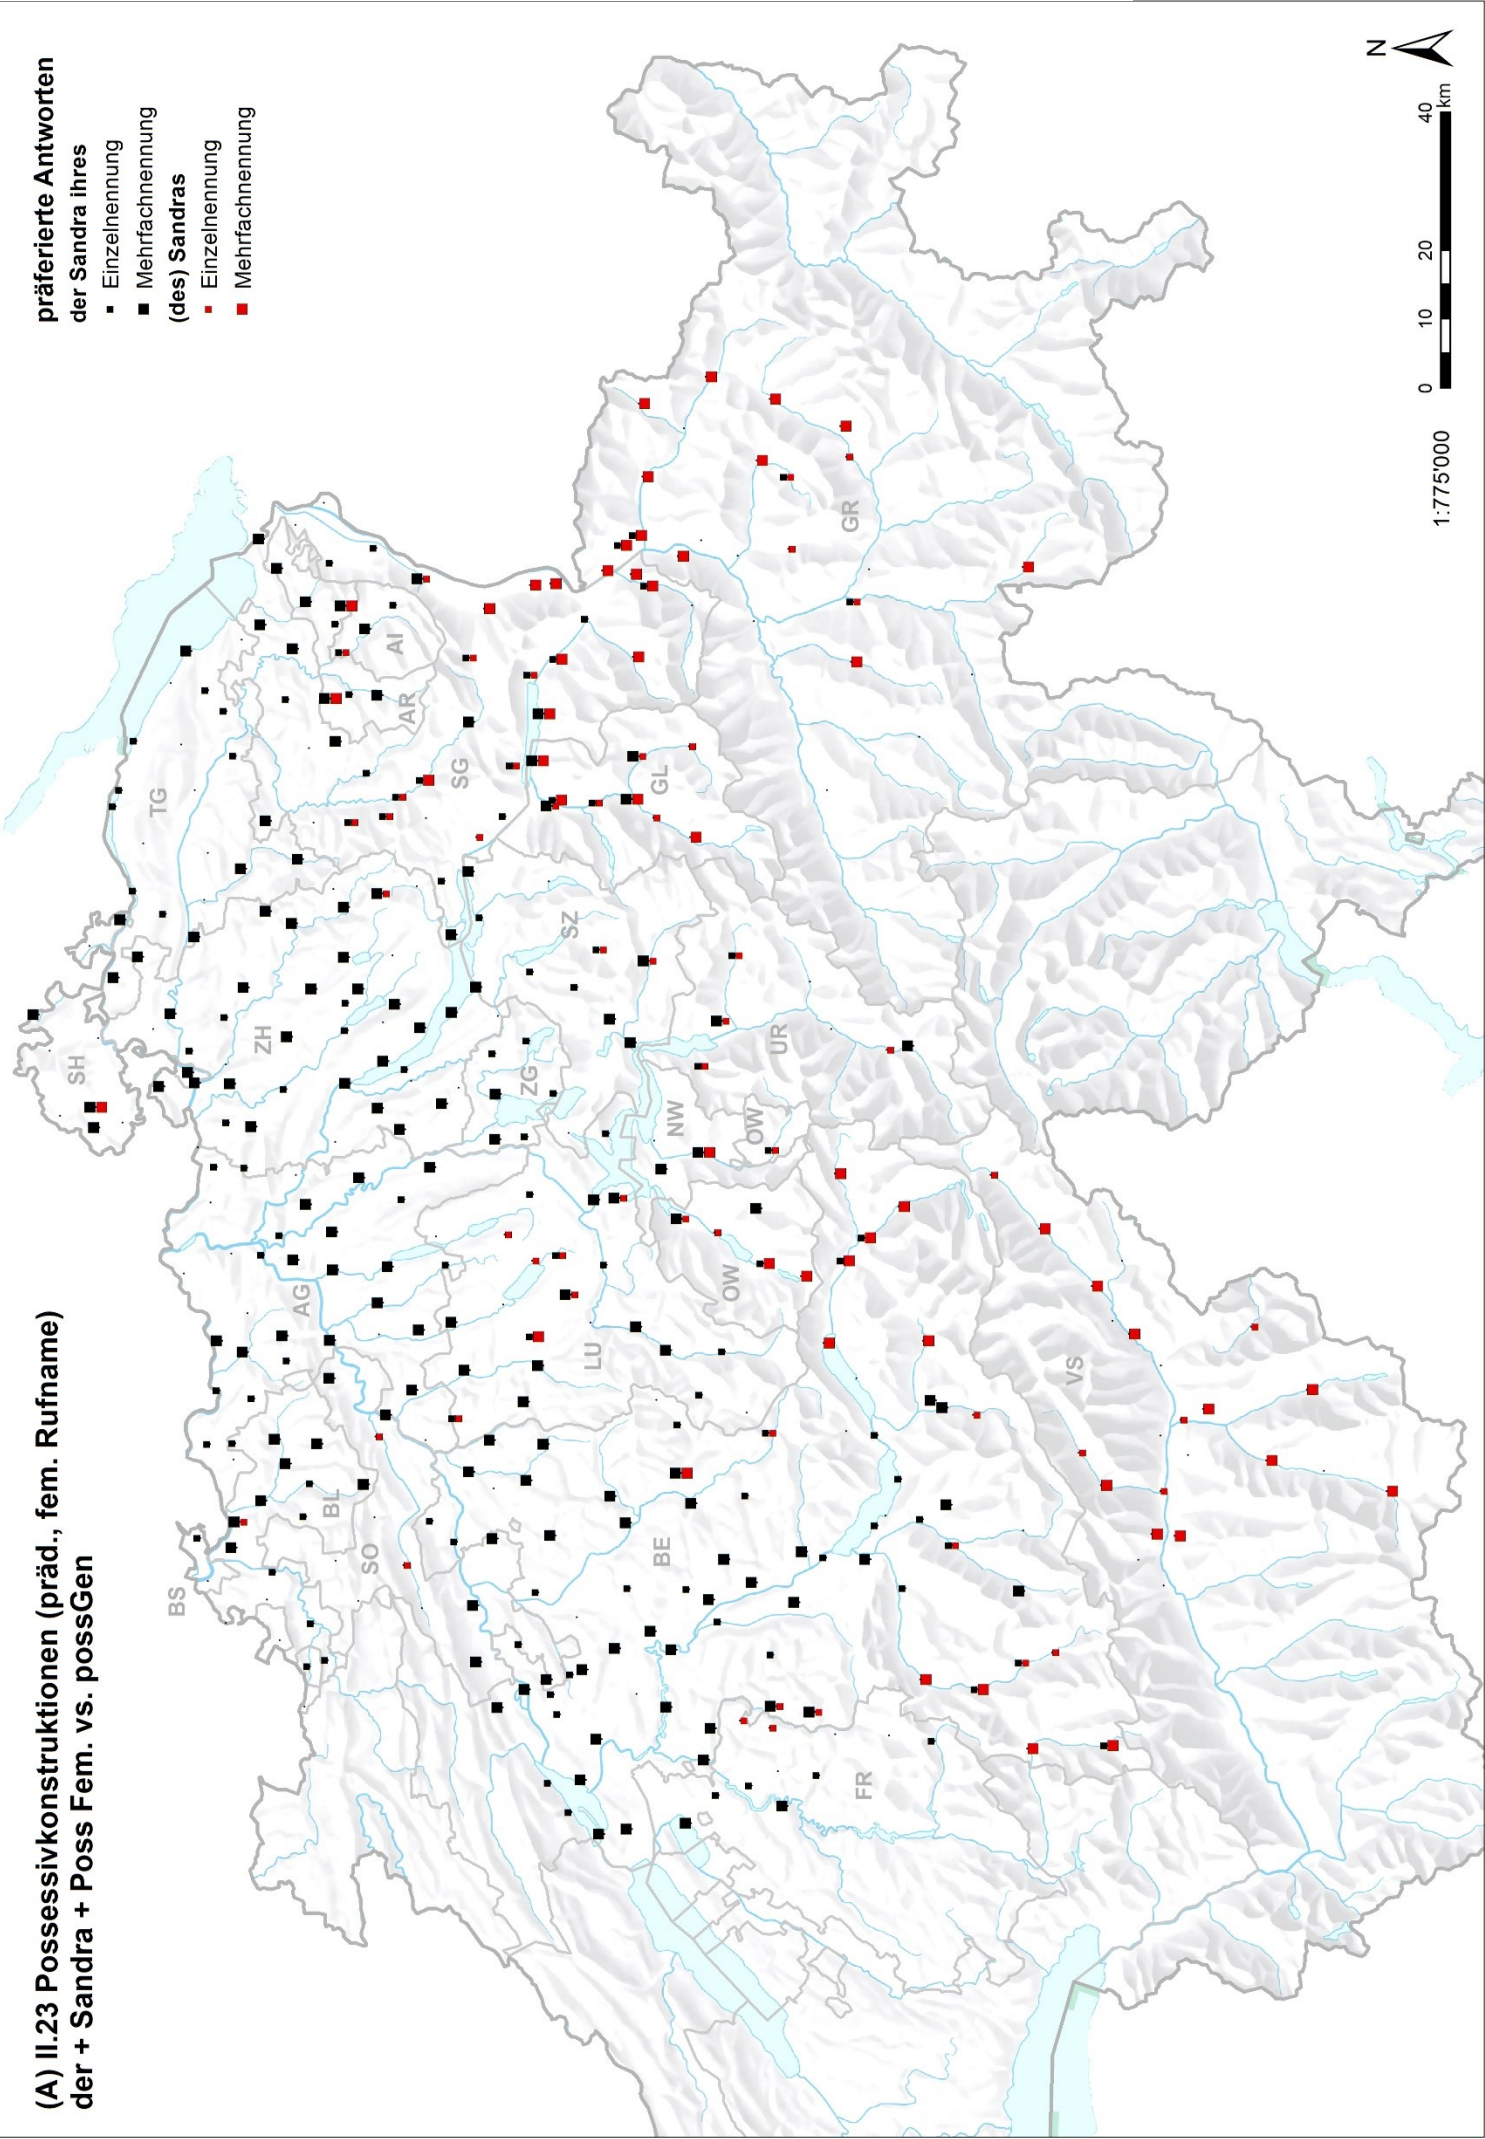 (A) II.23 Possessivkonstruktionen (präd., fem. Rufname)
der + Sandra + Poss Fem. vs. possGen
präferierte Antworten
der Sandra ihres
Einzelnennung
Mehrfachnennung
(des) Sandras
Einzelnennung
Mehrfachnennung
SH
BS
TG
BL
AG
ZH
SO
AR
AI
SG
ZG
SZ
LU
BE
NW
OW
OW
GL
UR
GR
FR
VS
N
1:775'000
0
10
20
40
km